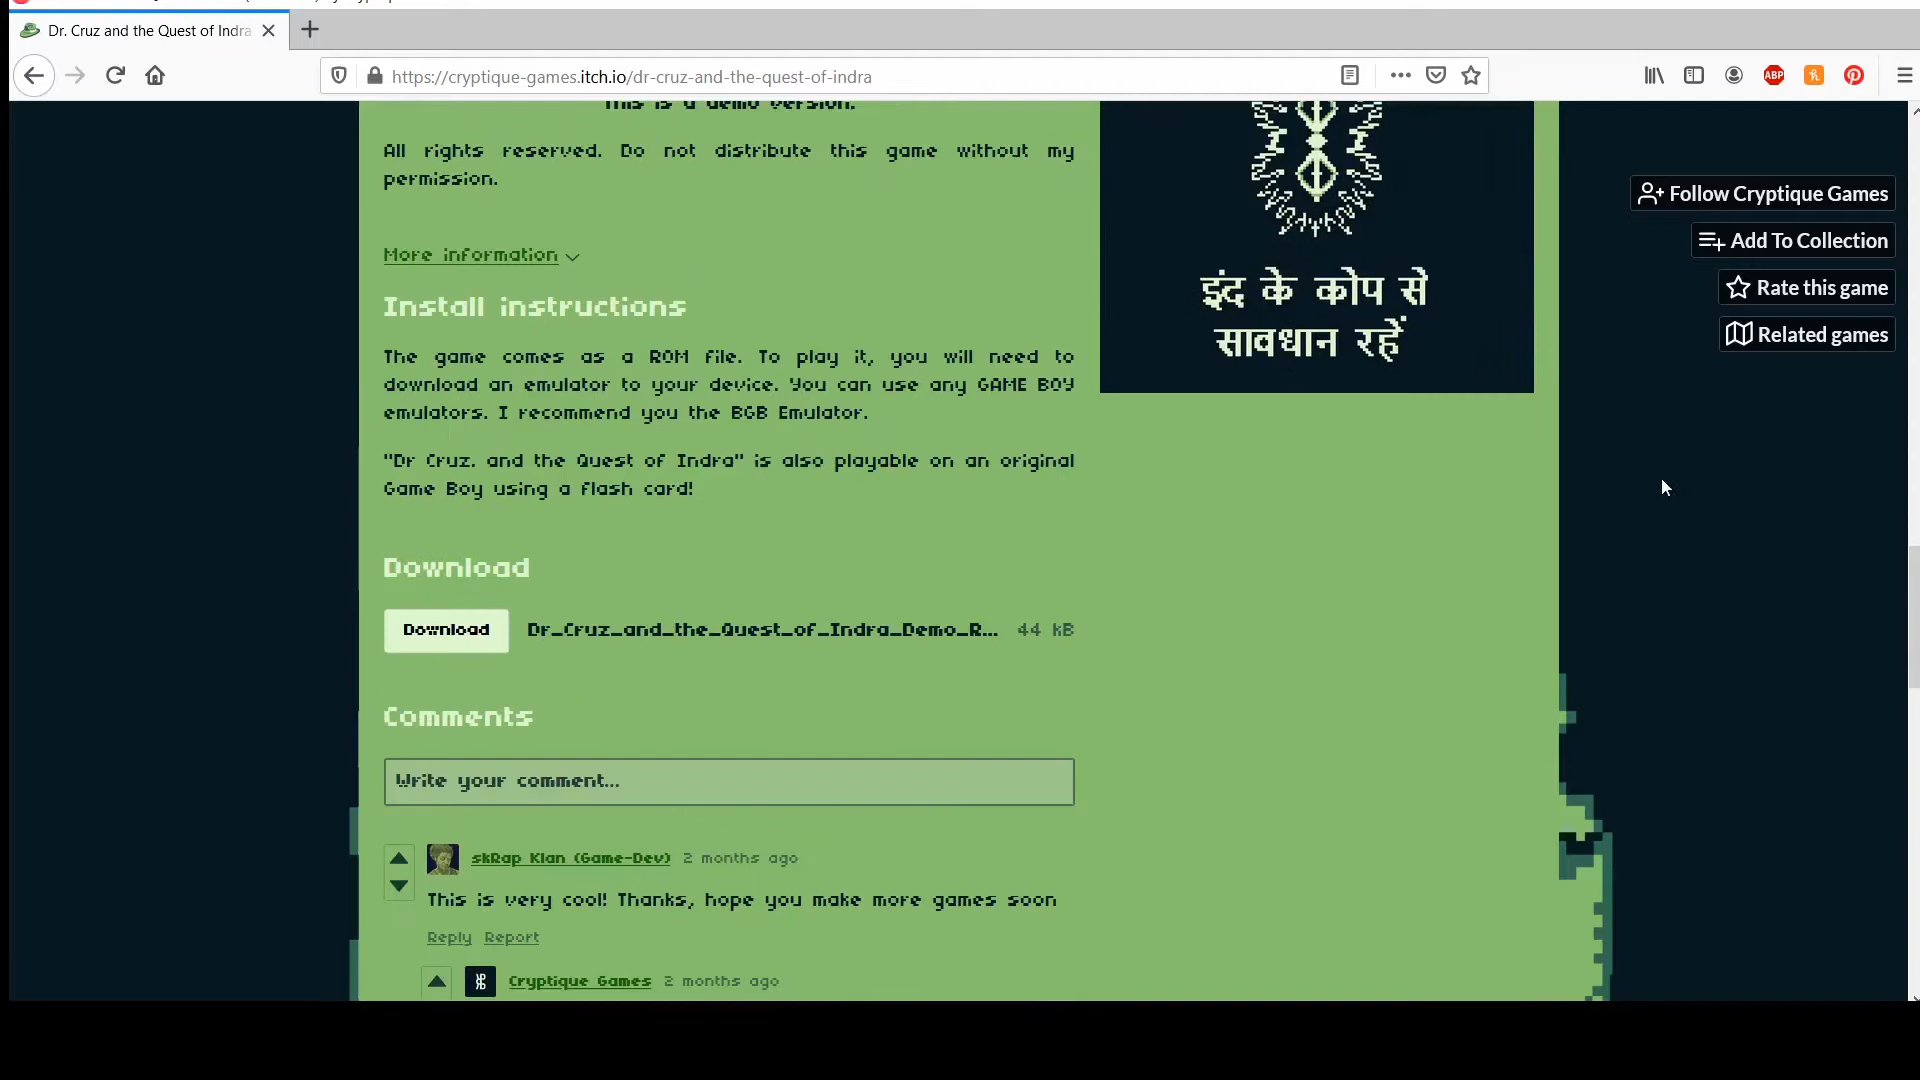 Dr. Cruz and the Quest of Indra
https://cryptique-games.itch.io/dr-cruz-and-the-quest-of-indra
ABP
This is a demo version.
All rights reserved. Do not distribute this game without my
permission.
More information
Install instructions
The game comes as a ROM file. To play it, you will need to
download an emulator to your device. You can use any GAME BOY
emulators. I recommend you the BGB Emulator.
"Dr Cruz. and the Quest of Indra" is also playable on an original
Game Boy using a flash card!
Download
Download Dr_Cruz_and_the_Quest_of_Indra_Demo_R... 44 kB
Comments
Write your comment...
skRap Klan (Game-Dev) 2 months ago
This is very cool! Thanks, hope you make more games soon
Reply Report
Cryptique Games 2 months ago
इंद के कोप से
सावधान रहें
Follow Cryptique Games
Add To Collection
Rate this game
Related games